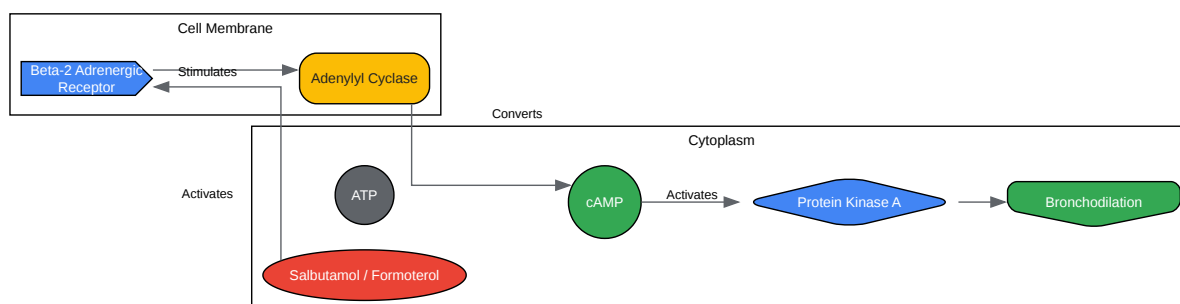 Cell Membrane
Beta-2 Adrenergic
Receptor
Stimulates
Adenylyl Cyclase
Converts
Cytoplasm
Activates
ATP
cAMP
Activates
Protein Kinase A
Bronchodilation
Salbutamol / Formoterol